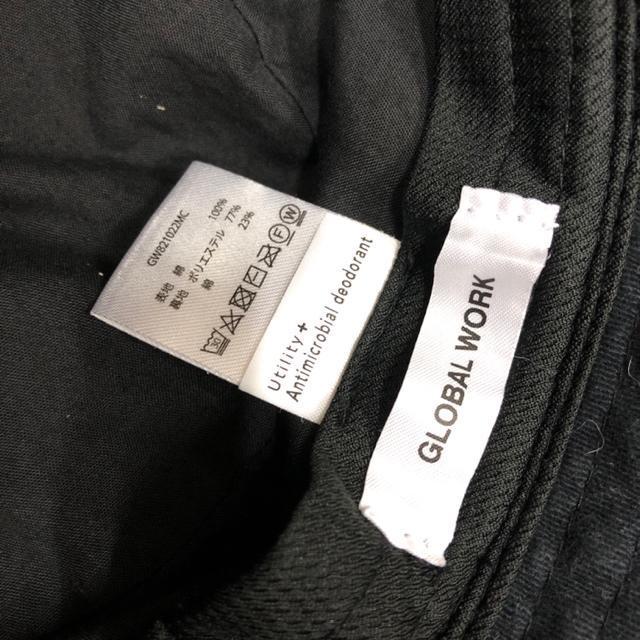 GW821022MC
表地 綿 100%
裏地 ポリエステル 77%
綿 23%
Utility +
Antimicrobial deodorant
GLOBAL WORK